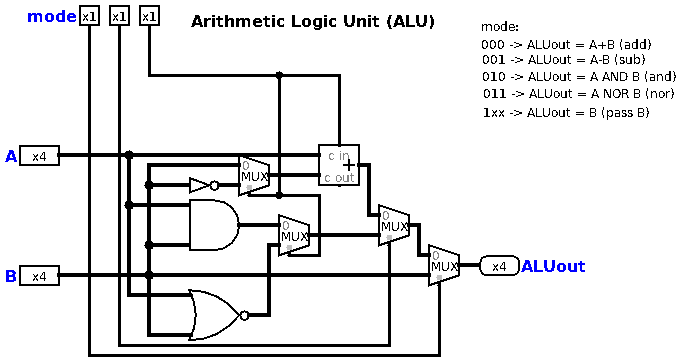 mode x1 x1 x1
Arithmetic Logic Unit (ALU)
mode:
000 -> ALUout = A+B (add)
001 -> ALUout = A-B (sub)
010 -> ALUout = A AND B (and)
011 -> ALUout = A NOR B (nor)
1xx -> ALUout = B (pass B)
A x4
c in
+
c out
0
MUX
0
MUX
0
MUX
0
MUX
B x4
x4 ALUout